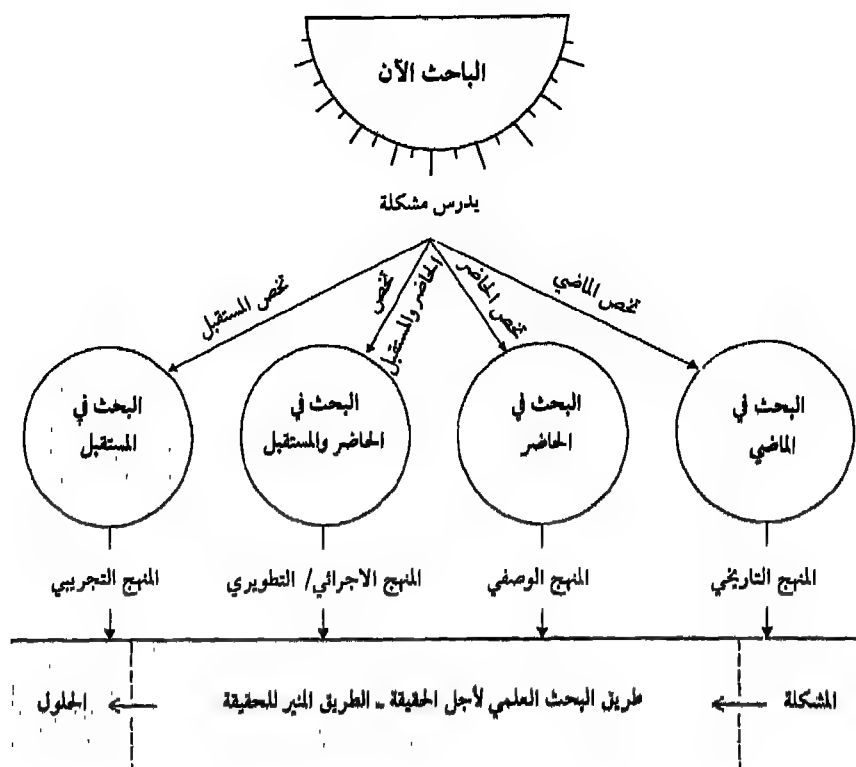 الباحث الآن
يدرس مشكلة
تخص الماضي
تخص الحاضر
تخص
الحاضر والمستقبل
تخص المستقبل
البحث في
الماضي
البحث في
الحاضر
البحث في
الحاضر والمستقبل
البحث في
المستقبل
المنهج التاريخي
المنهج الوصفي
المنهج الاجرائي/ التطويري
المنهج التجريبي
المشكلة
طريق البحث العلمي لأجل الحقيقة - الطريق المنير للحقيقة
الحلول